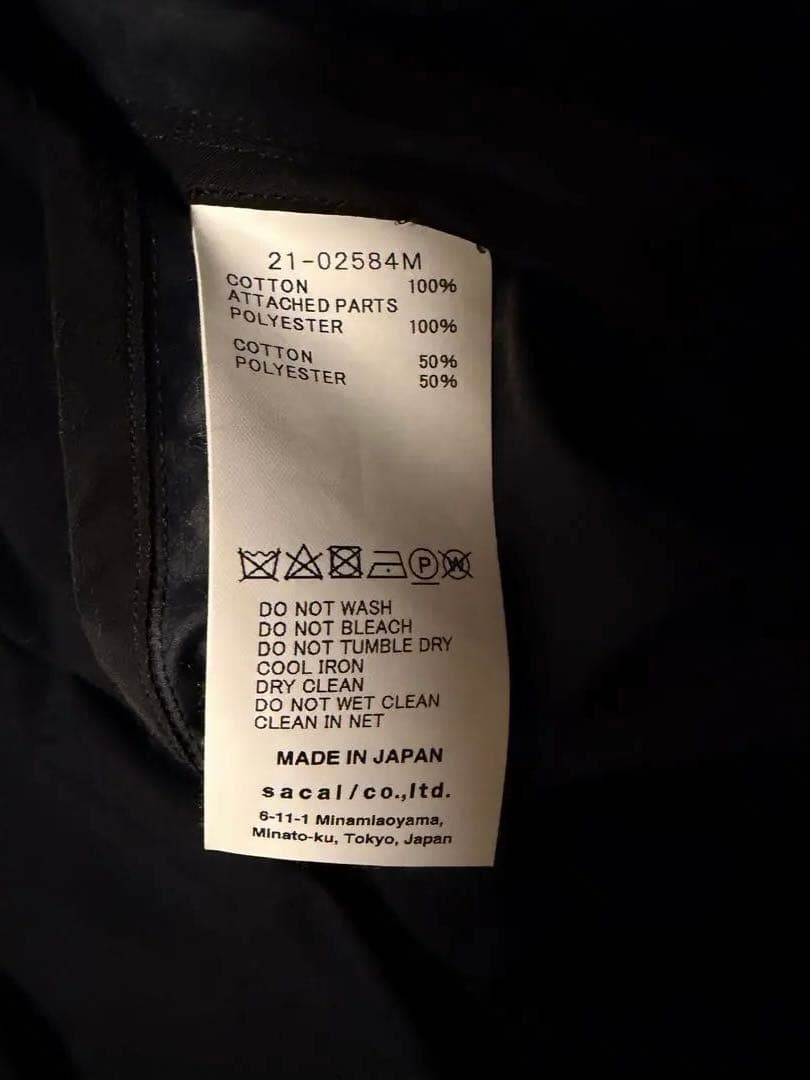 21-02584M
COTTON 100%
ATTACHED PARTS
POLYESTER 100%
COTTON 50%
POLYESTER 50%
P W
DO NOT WASH
DO NOT BLEACH
DO NOT TUMBLE DRY
COOL IRON
DRY CLEAN
DO NOT WET CLEAN
CLEAN IN NET
MADE IN JAPAN
sacai/co.,ltd.
6-11-1 Minamiaoyama,
Minato-ku, Tokyo, Japan